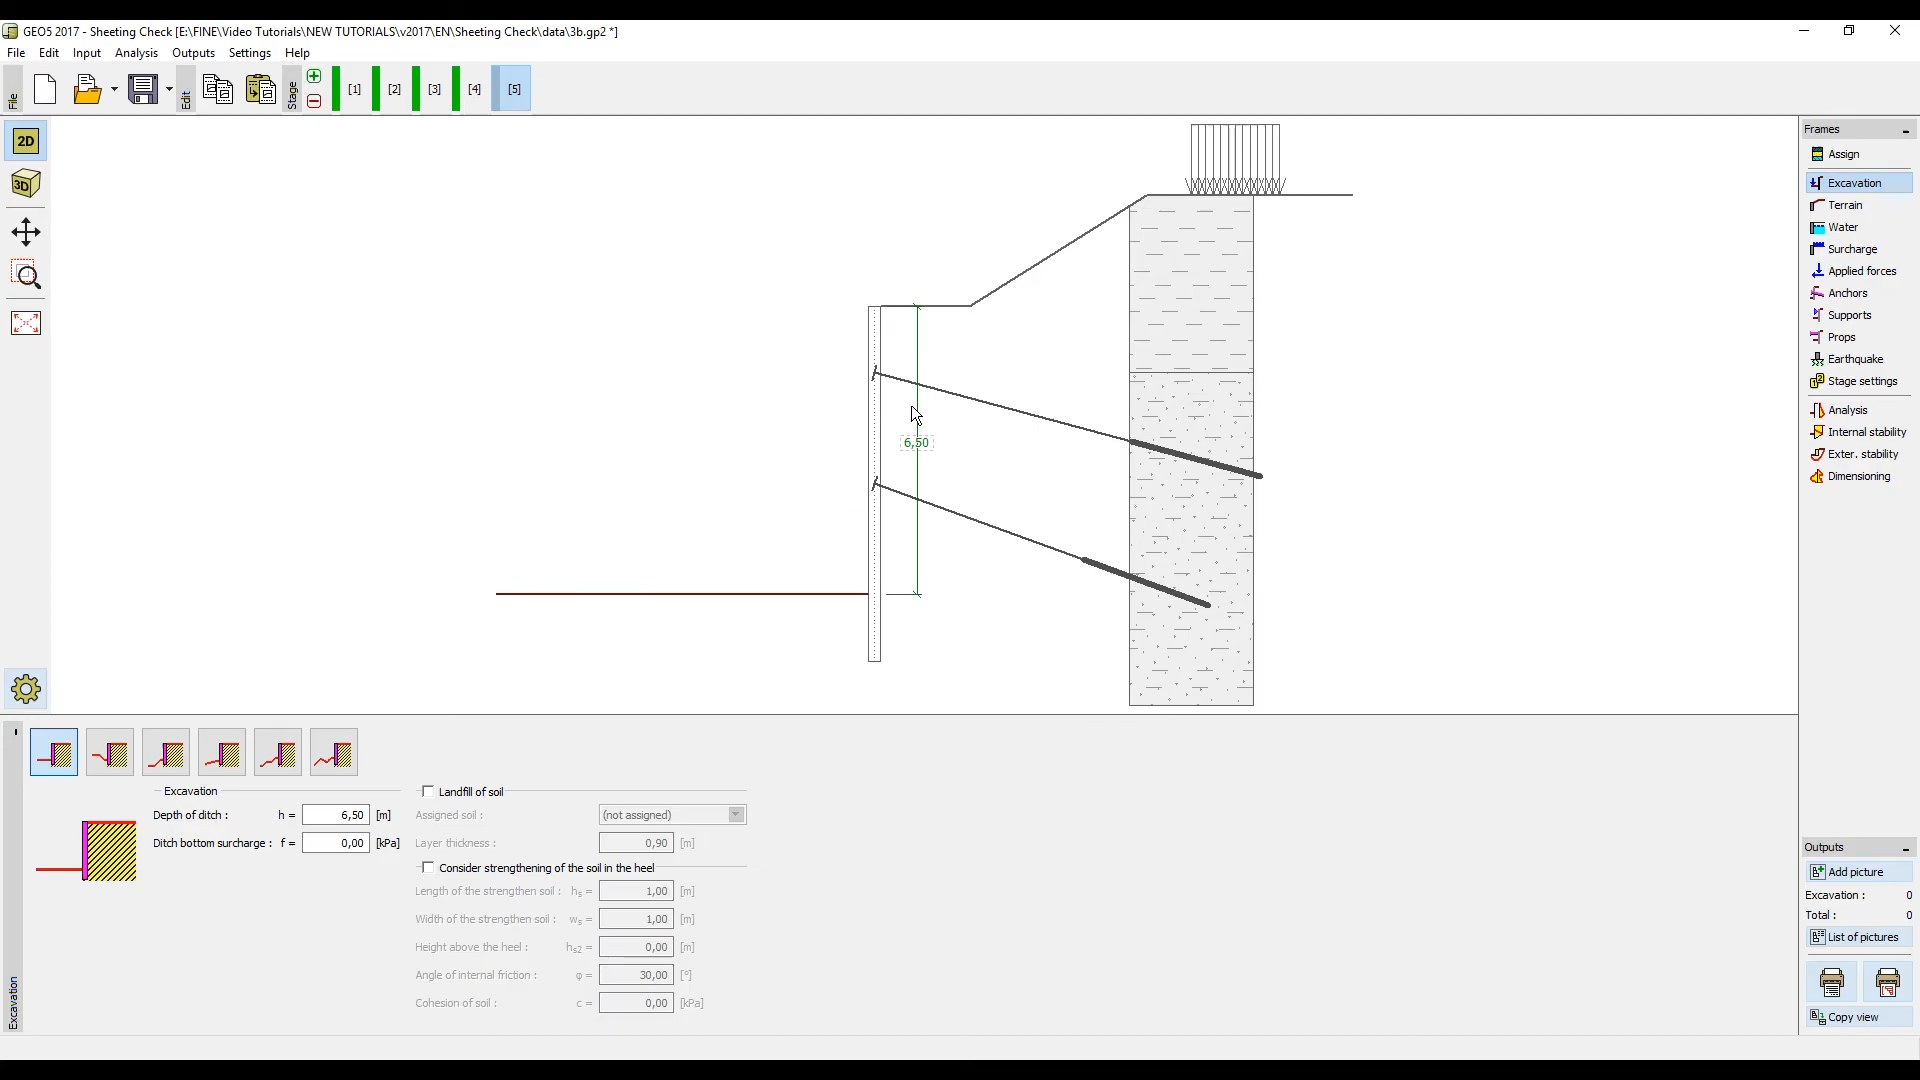 GEO5 2017 - Sheeting Check [E:\FINE\Video Tutorials\NEW TUTORIALS\v2017\EN\Sheeting Check\data\3b.gp2 *]
File Edit Input Analysis Outputs Settings Help
File Edit Stage [1] [2] [3] [4] [5]
2D
3D
6,50
Frames
Assign
Excavation
Terrain
Water
Surcharge
Applied forces
Anchors
Supports
Props
Earthquake
Stage settings
Analysis
Internal stability
Exter. stability
Dimensioning
Excavation
Excavation
Depth of ditch : h = 6,50 [m]
Ditch bottom surcharge : f = 0,00 [kPa]
Landfill of soil
Assigned soil : (not assigned)
Layer thickness : 0,90 [m]
Consider strengthening of the soil in the heel
Length of the strengthen soil : hs = 1,00 [m]
Width of the strengthen soil : ws = 1,00 [m]
Height above the heel : hs2 = 0,00 [m]
Angle of internal friction : φ = 30,00 [°]
Cohesion of soil : c = 0,00 [kPa]
Outputs
Add picture
Excavation : 0
Total : 0
List of pictures
Copy view